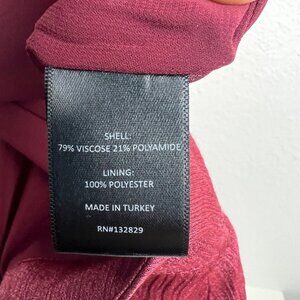 SHELL:
79% VISCOSE 21% POLYAMIDE
LINING:
100% POLYESTER
MADE IN TURKEY
RN#132829